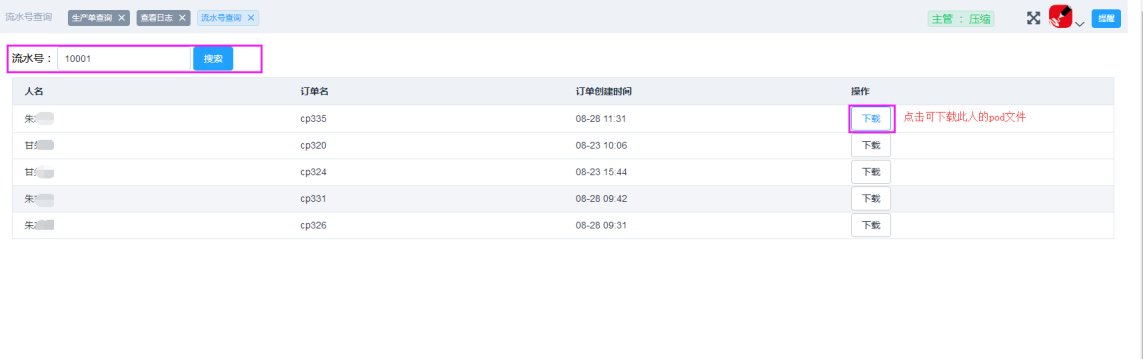 流水号查询 生产单查询 × 查看日志 × 流水号查询 × 主管 : 压缩 提醒
流水号 : 10001 搜索
人名 订单名 订单创建时间 操作
朱 cp335 08-28 11:31 下载 点击可下载此人的pod文件
甘 cp320 08-23 10:06 下载
甘 cp324 08-23 15:44 下载
朱 cp331 08-28 09:42 下载
朱 cp326 08-28 09:31 下载